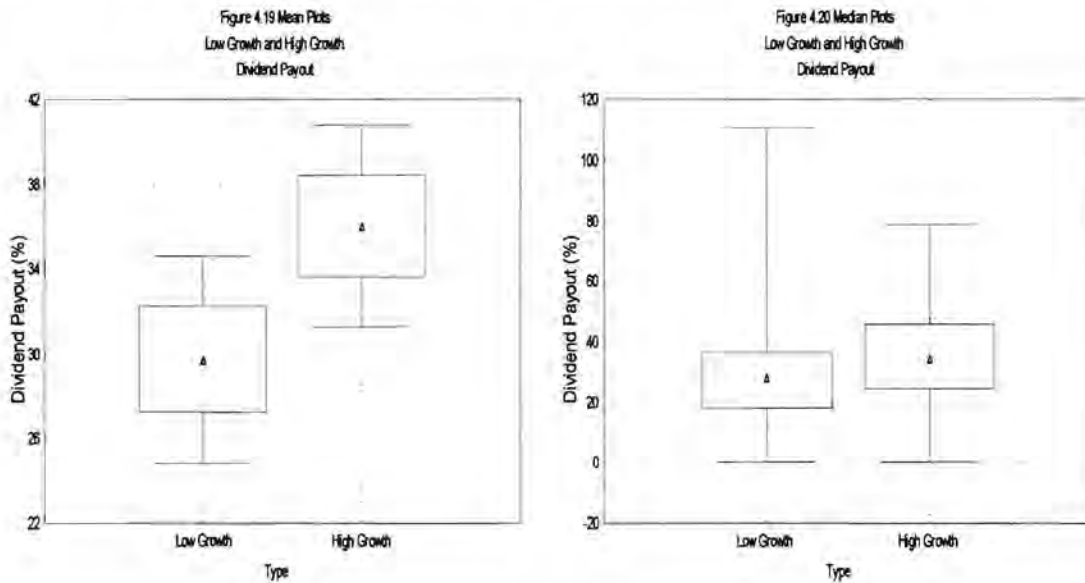 Figure 4.19 Mean Plots
Low Growth and High Growth
Dividend Payout
42
38
34
30
26
22
Dividend Payout (%)
Low Growth
High Growth
Type
Figure 4.20 Median Plots
Low Growth and High Growth
Dividend Payout
120
100
80
60
40
20
0
-20
Dividend Payout (%)
Low Growth
High Growth
Type